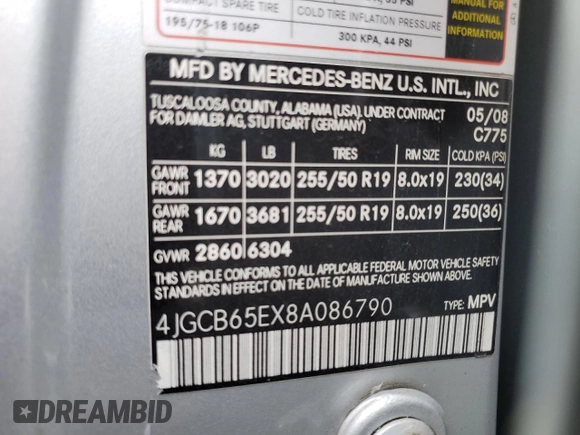 35 PSI
COMPACT SPARE TIRE
195/75-18 106P
COLD TIRE INFLATION PRESSURE
300 KPA, 44 PSI
MANUAL FOR
ADDITIONAL
INFORMATION
MFD BY MERCEDES-BENZ U.S. INTL., INC
TUSCALOOSA COUNTY, ALABAMA (USA), UNDER CONTRACT
FOR DAIMLER AG, STUTTGART (GERMANY)
05/08
C775
KG LB TIRES RIM SIZE COLD KPA (PSI)
GAWR
FRONT 1370 3020 255/50 R19 8.0x19 230(34)
GAWR
REAR 1670 3681 255/50 R19 8.0x19 250(36)
GVWR 2860 6304
THIS VEHICLE CONFORMS TO ALL APPLICABLE FEDERAL MOTOR VEHICLE SAFETY
STANDARDS IN EFFECT ON THE DATE OF MANUFACTURE SHOWN ABOVE.
4JGCB65EX8A086790 TYPE: MPV
DREAMBID